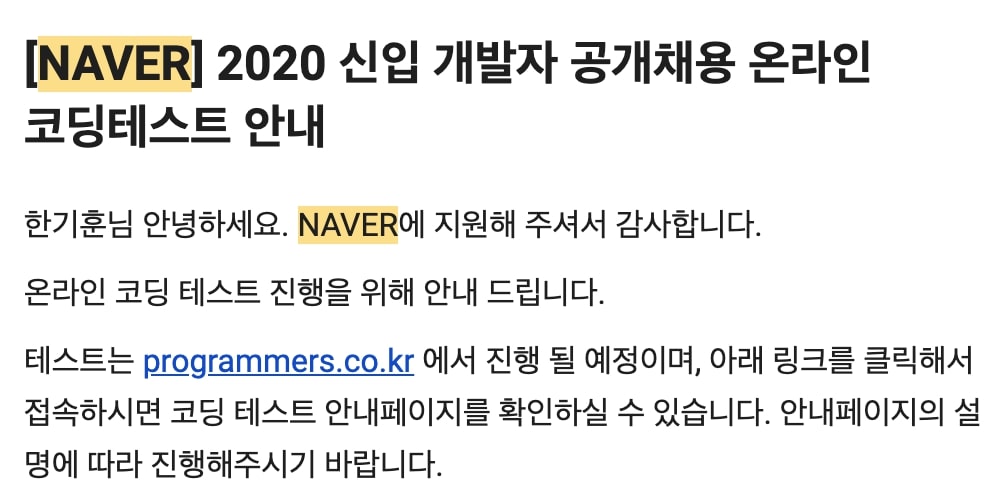 [NAVER] 2020 신입 개발자 공개채용 온라인
코딩테스트 안내
한기훈님 안녕하세요. NAVER에 지원해 주셔서 감사합니다.
온라인 코딩 테스트 진행을 위해 안내 드립니다.
테스트는 programmers.co.kr 에서 진행 될 예정이며, 아래 링크를 클릭해서
접속하시면 코딩 테스트 안내페이지를 확인하실 수 있습니다. 안내페이지의 설
명에 따라 진행해주시기 바랍니다.